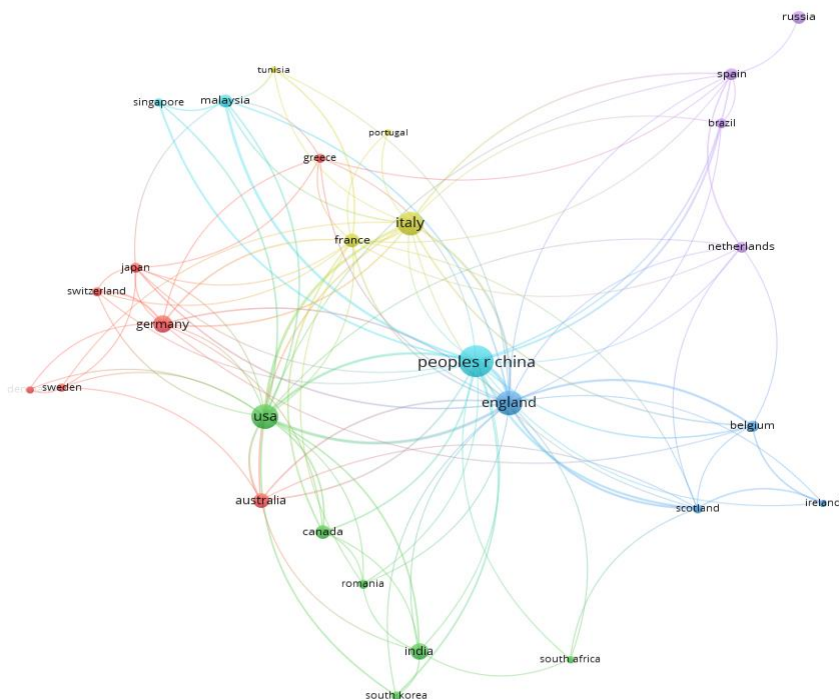 russia
tunisia
spain
singapore
malaysia
brazil
portugal
greece
italy
france
netherlands
japan
switzerland
germany
peoples r china
england
sweden
usa
belgium
australia
ireland
scotland
canada
romania
india
south africa
south korea